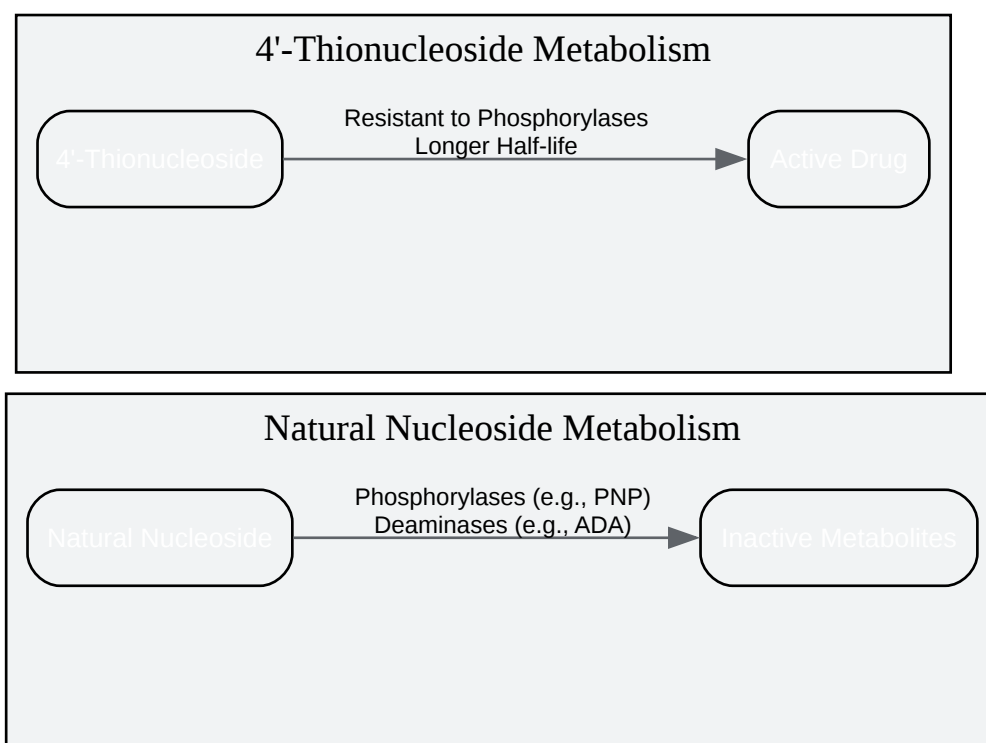 4'-Thionucleoside Metabolism
Resistant to Phosphorylases
Longer Half-life
4'-Thionucleoside
Active Drug
Natural Nucleoside Metabolism
Phosphorylases (e.g., PNP)
Deaminases (e.g., ADA)
Natural Nucleoside
Inactive Metabolites